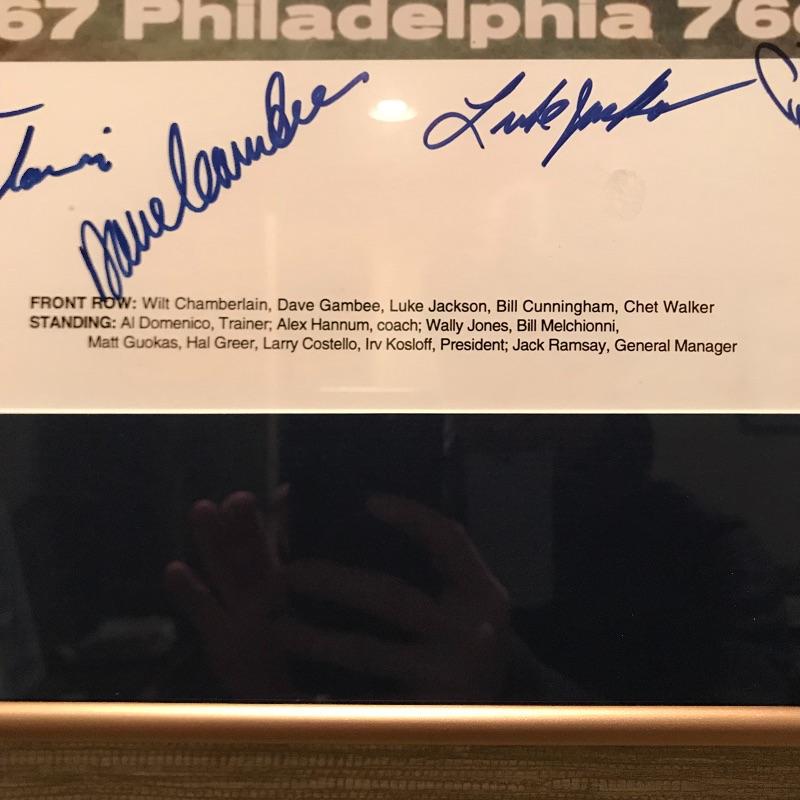 67 Philadelphia 76
Dave Gambee
Luke Jackson
FRONT ROW: Wilt Chamberlain, Dave Gambee, Luke Jackson, Bill Cunningham, Chet Walker
STANDING: Al Domenico, Trainer; Alex Hannum, coach; Wally Jones, Bill Melchionni,
Matt Guokas, Hal Greer, Larry Costello, Irv Kosloff, President; Jack Ramsay, General Manager